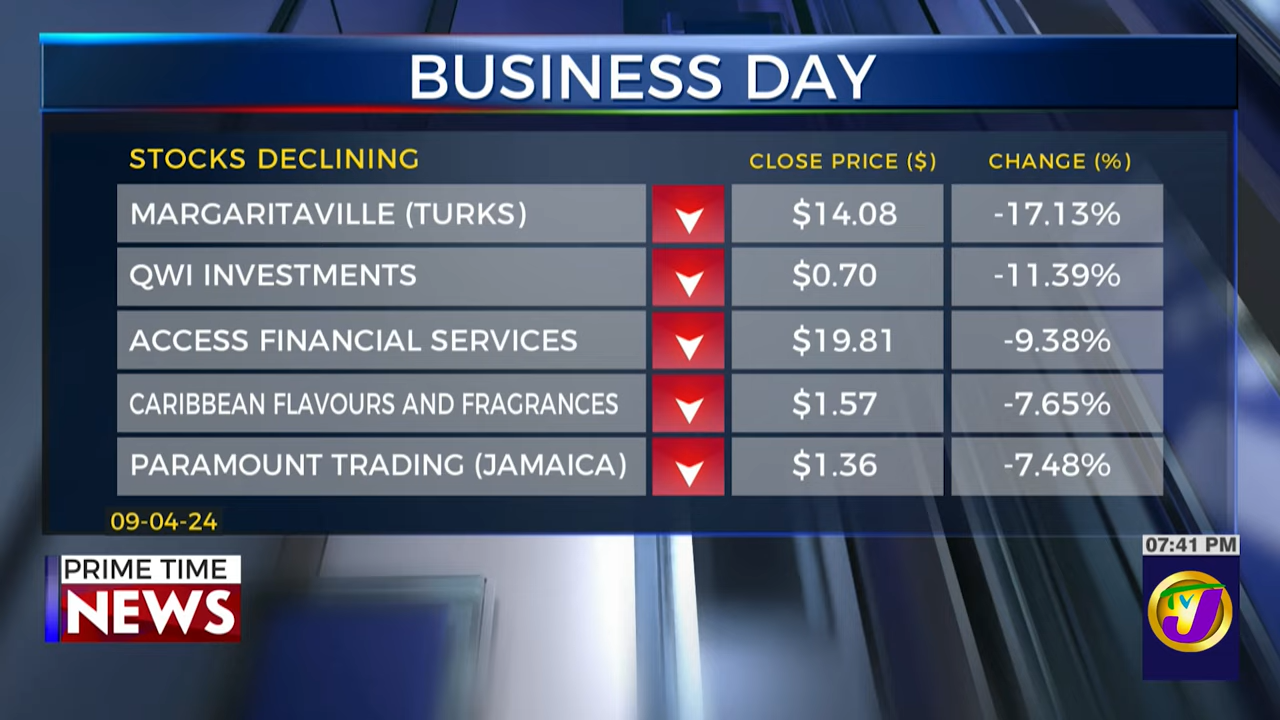 BUSINESS DAY
STOCKS DECLINING CLOSE PRICE ($) CHANGE (%)
MARGARITAVILLE (TURKS) $14.08 -17.13%
QWI INVESTMENTS $0.70 -11.39%
ACCESS FINANCIAL SERVICES $19.81 -9.38%
CARIBBEAN FLAVOURS AND FRAGRANCES $1.57 -7.65%
PARAMOUNT TRADING (JAMAICA) $1.36 -7.48%
09-04-24
07:41 PM
PRIME TIME
NEWS
TVJ